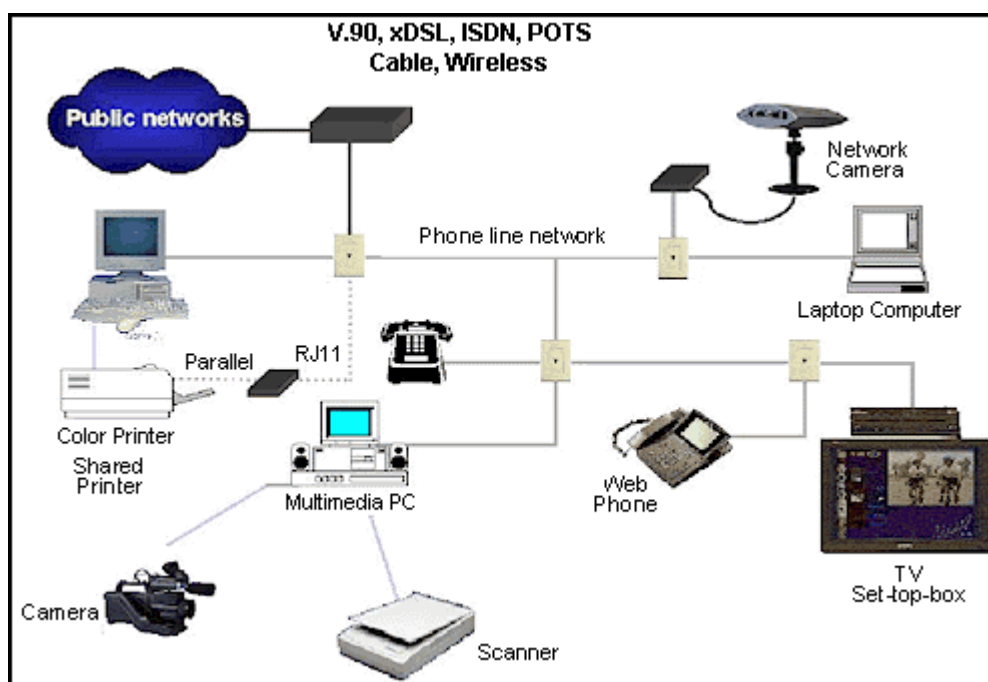 V.90, xDSL, ISDN, POTS
Cable, Wireless
Public networks
Network
Camera
Phone line network
Laptop Computer
Parallel
RJ11
Color Printer
Shared
Printer
Multimedia PC
Web
Phone
TV
Set-top-box
Camera
Scanner